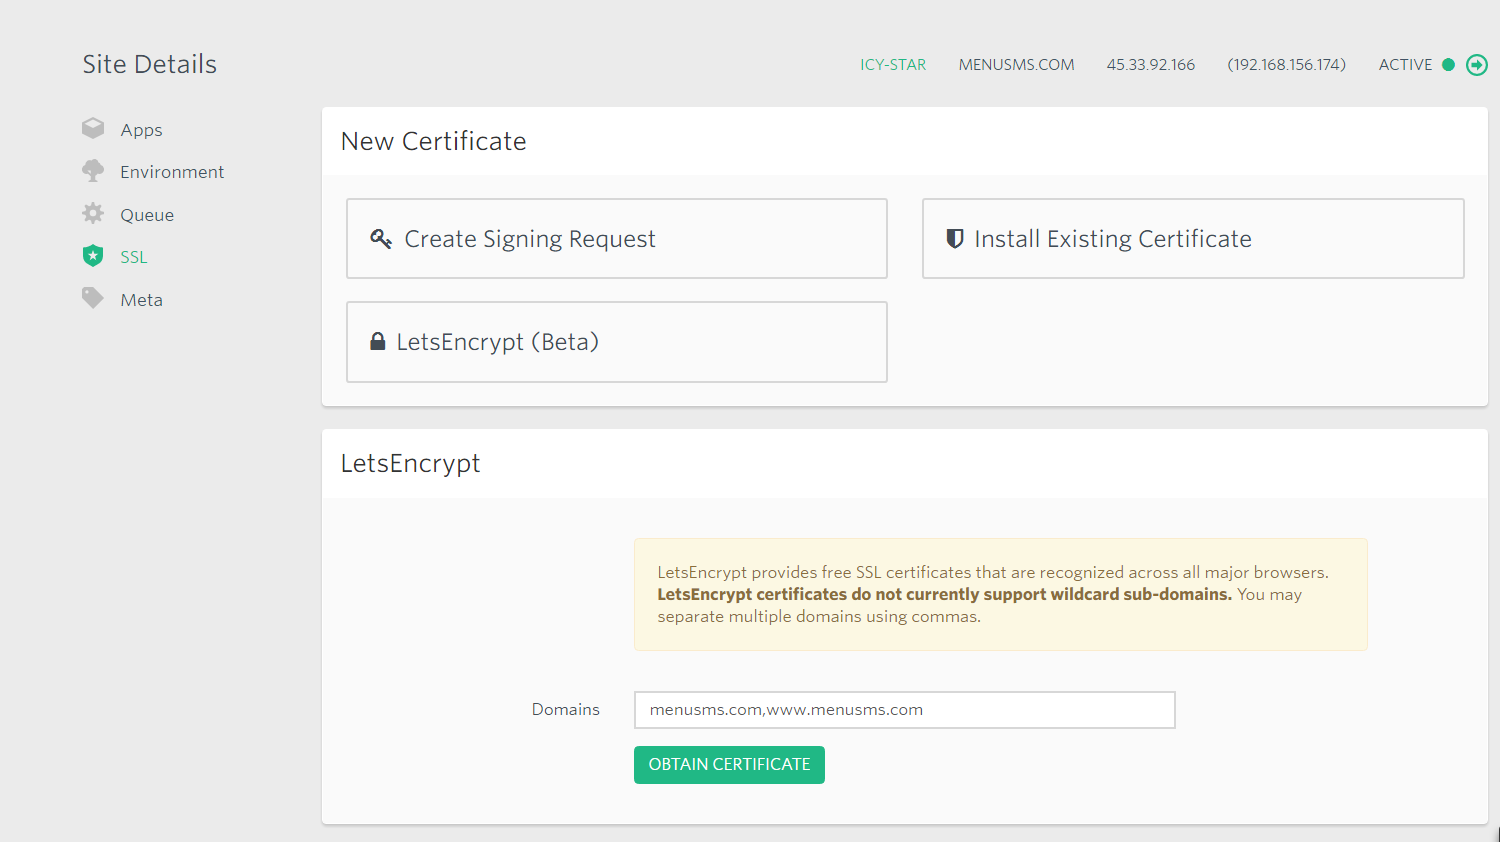 Site Details
ICY-STAR MENUSMS.COM 45.33.92.166 (192.168.156.174) ACTIVE
Apps
Environment
Queue
SSL
Meta
New Certificate
Create Signing Request
Install Existing Certificate
LetsEncrypt (Beta)
LetsEncrypt
LetsEncrypt provides free SSL certificates that are recognized across all major browsers.
LetsEncrypt certificates do not currently support wildcard sub-domains. You may
separate multiple domains using commas.
Domains
menusms.com,www.menusms.com
OBTAIN CERTIFICATE